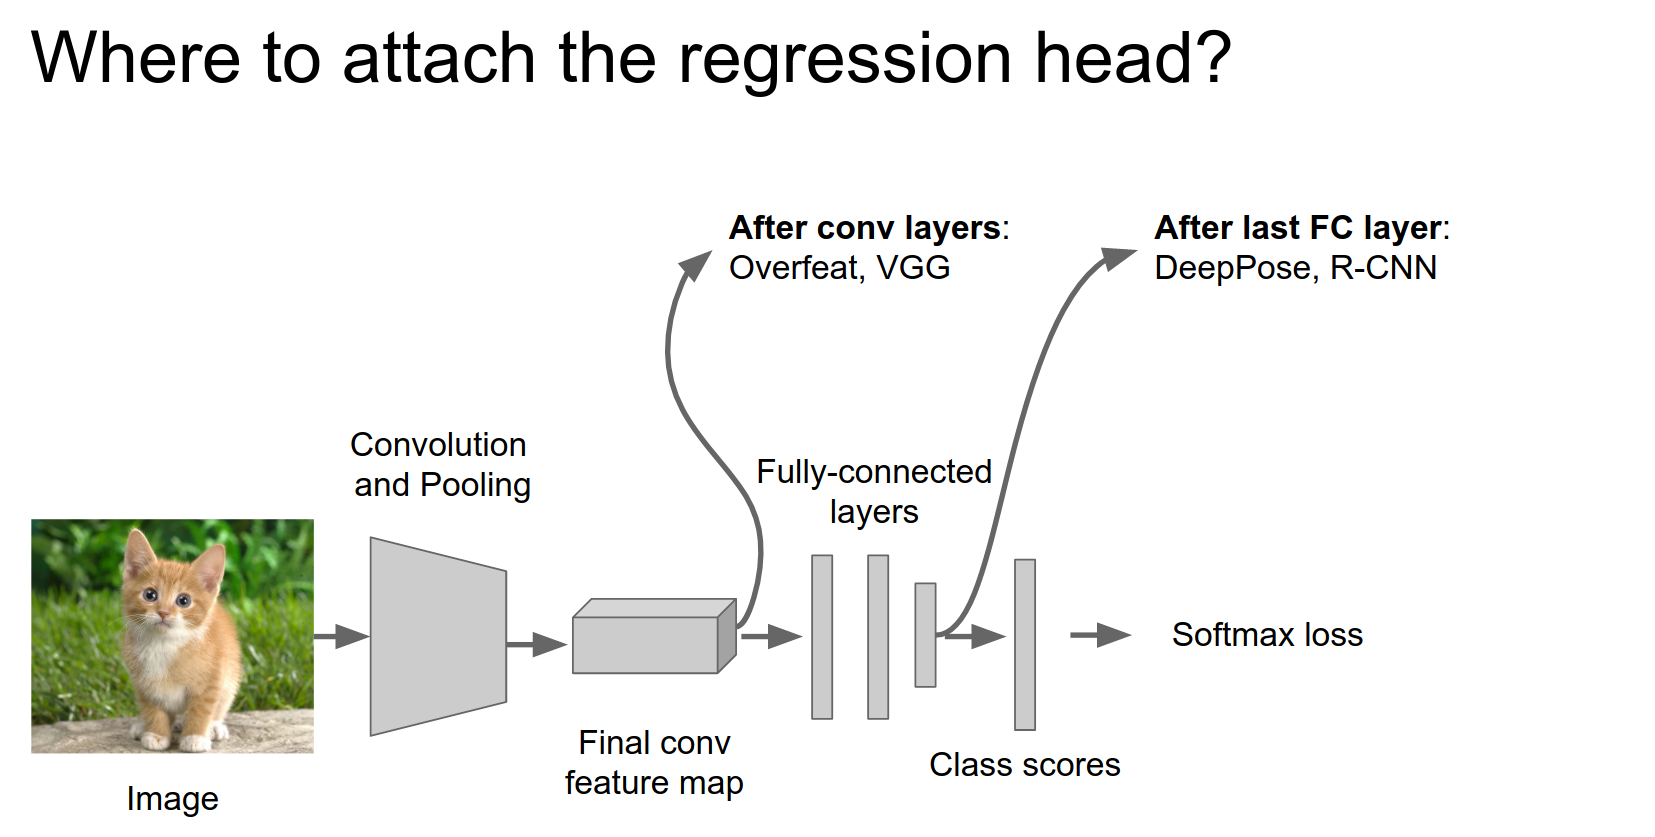 Where to attach the regression head?
After conv layers:
Overfeat, VGG
After last FC layer:
DeepPose, R-CNN
Convolution
and Pooling
Fully-connected
layers
Softmax loss
Final conv
feature map
Class scores
Image